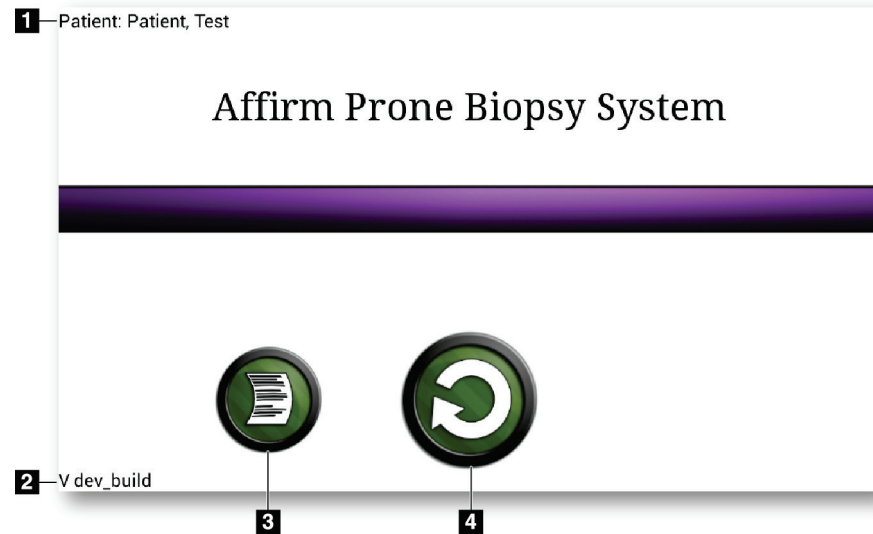 1 Patient: Patient, Test
Affirm Prone Biopsy System
2 V dev_build
3 4